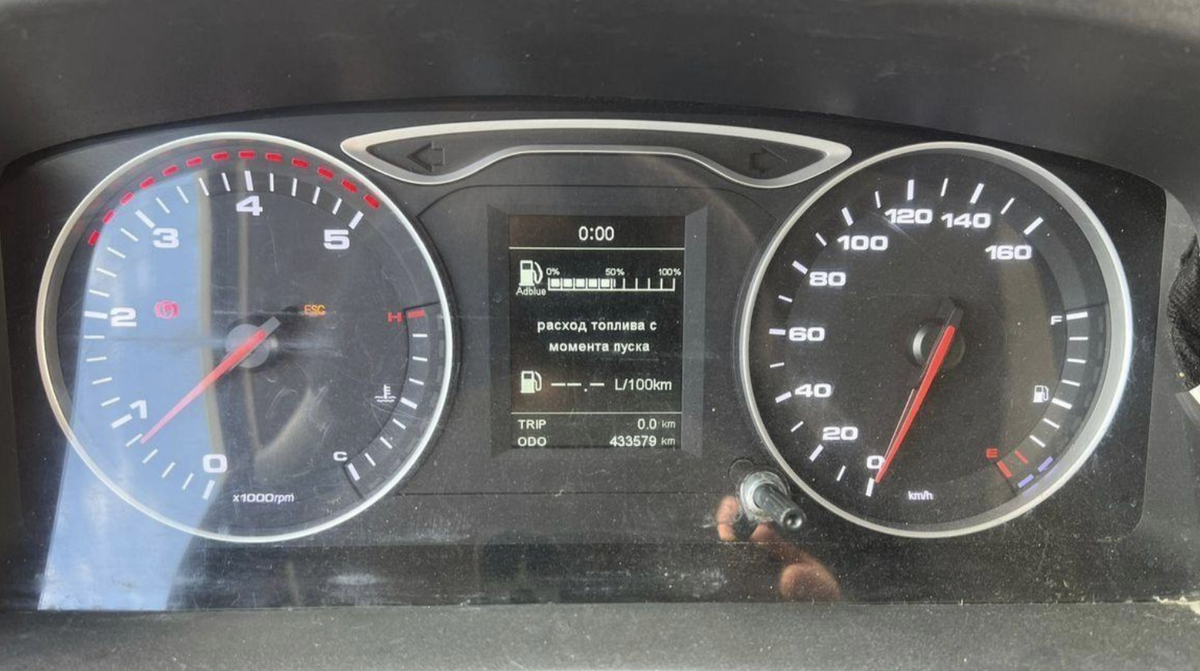 0:00
0% 50% 100%
Adblue
расход топлива с
момента пуска
--.- L/100km
TRIP 0.0 km
ODO 433579 km
0 1 2 3 4 5
x1000rpm
ESC
H
C
0 20 40 60 80 100 120 140 160
km/h
F
E